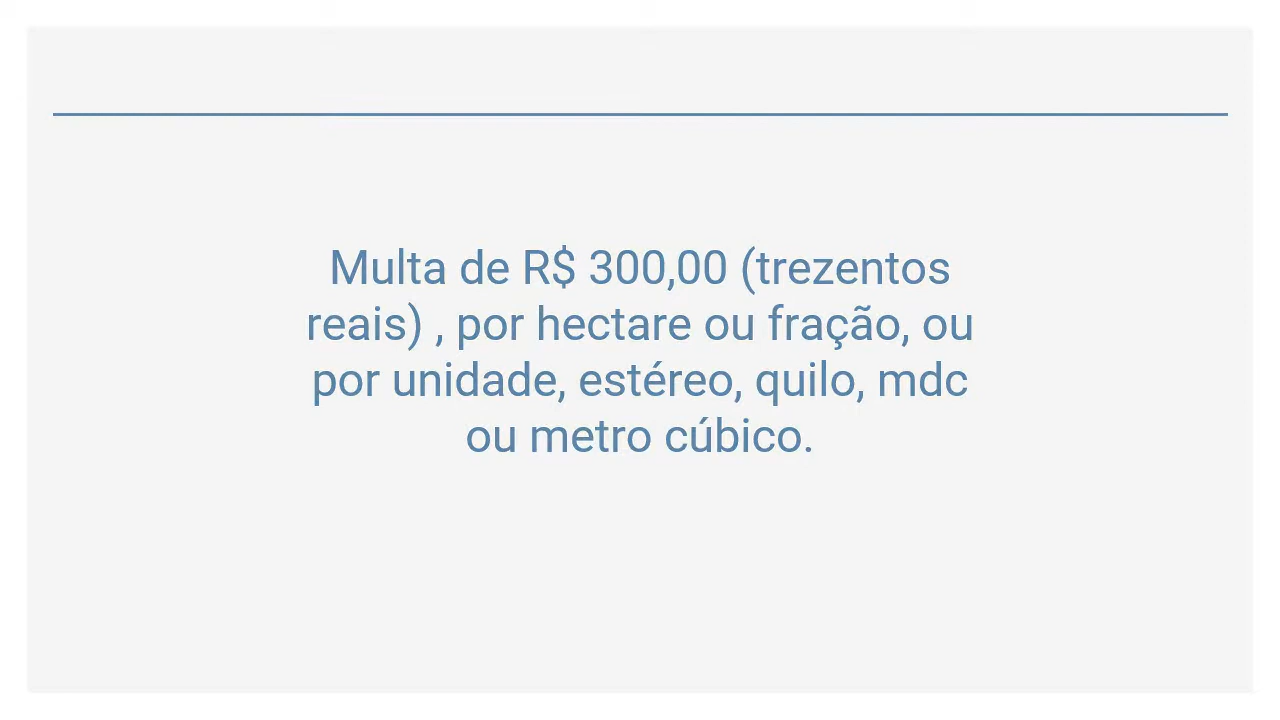 Multa de R$ 300,00 (trezentos
reais) , por hectare ou fração, ou
por unidade, estéreo, quilo, mdc
ou metro cúbico.